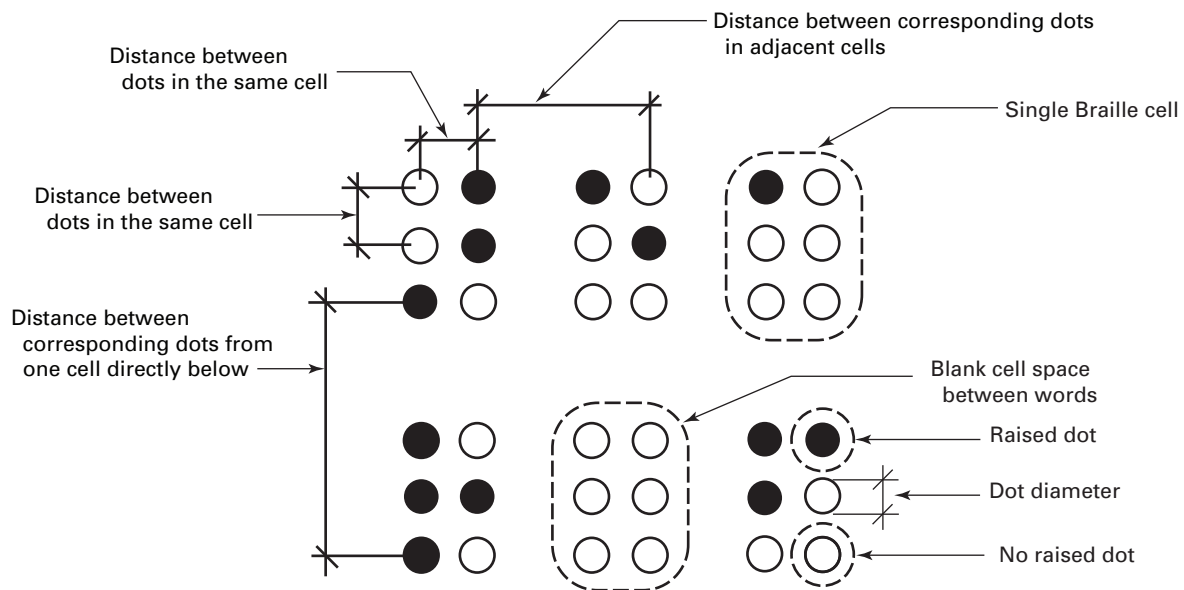 Distance between corresponding dots
in adjacent cells
Distance between
dots in the same cell
Single Braille cell
Distance between
dots in the same cell
Distance between
corresponding dots from
one cell directly below
Blank cell space
between words
Raised dot
Dot diameter
No raised dot